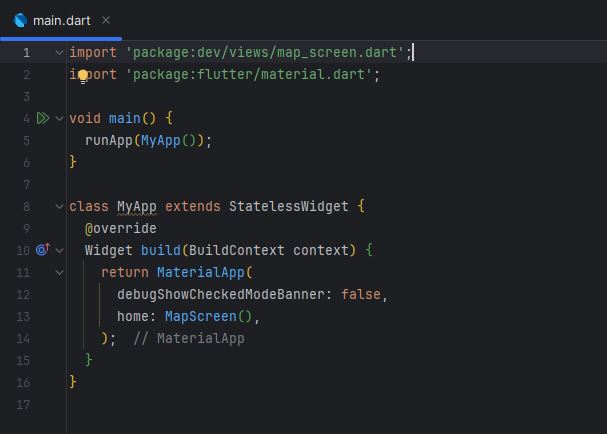 main.dart
1 import 'package:dev/views/map_screen.dart';
2 import 'package:flutter/material.dart';
3
4 void main() {
5   runApp(MyApp());
6 }
7
8 class MyApp extends StatelessWidget {
9   @override
10   Widget build(BuildContext context) {
11     return MaterialApp(
12       debugShowCheckedModeBanner: false,
13       home: MapScreen(),
14     );  // MaterialApp
15   }
16 }
17